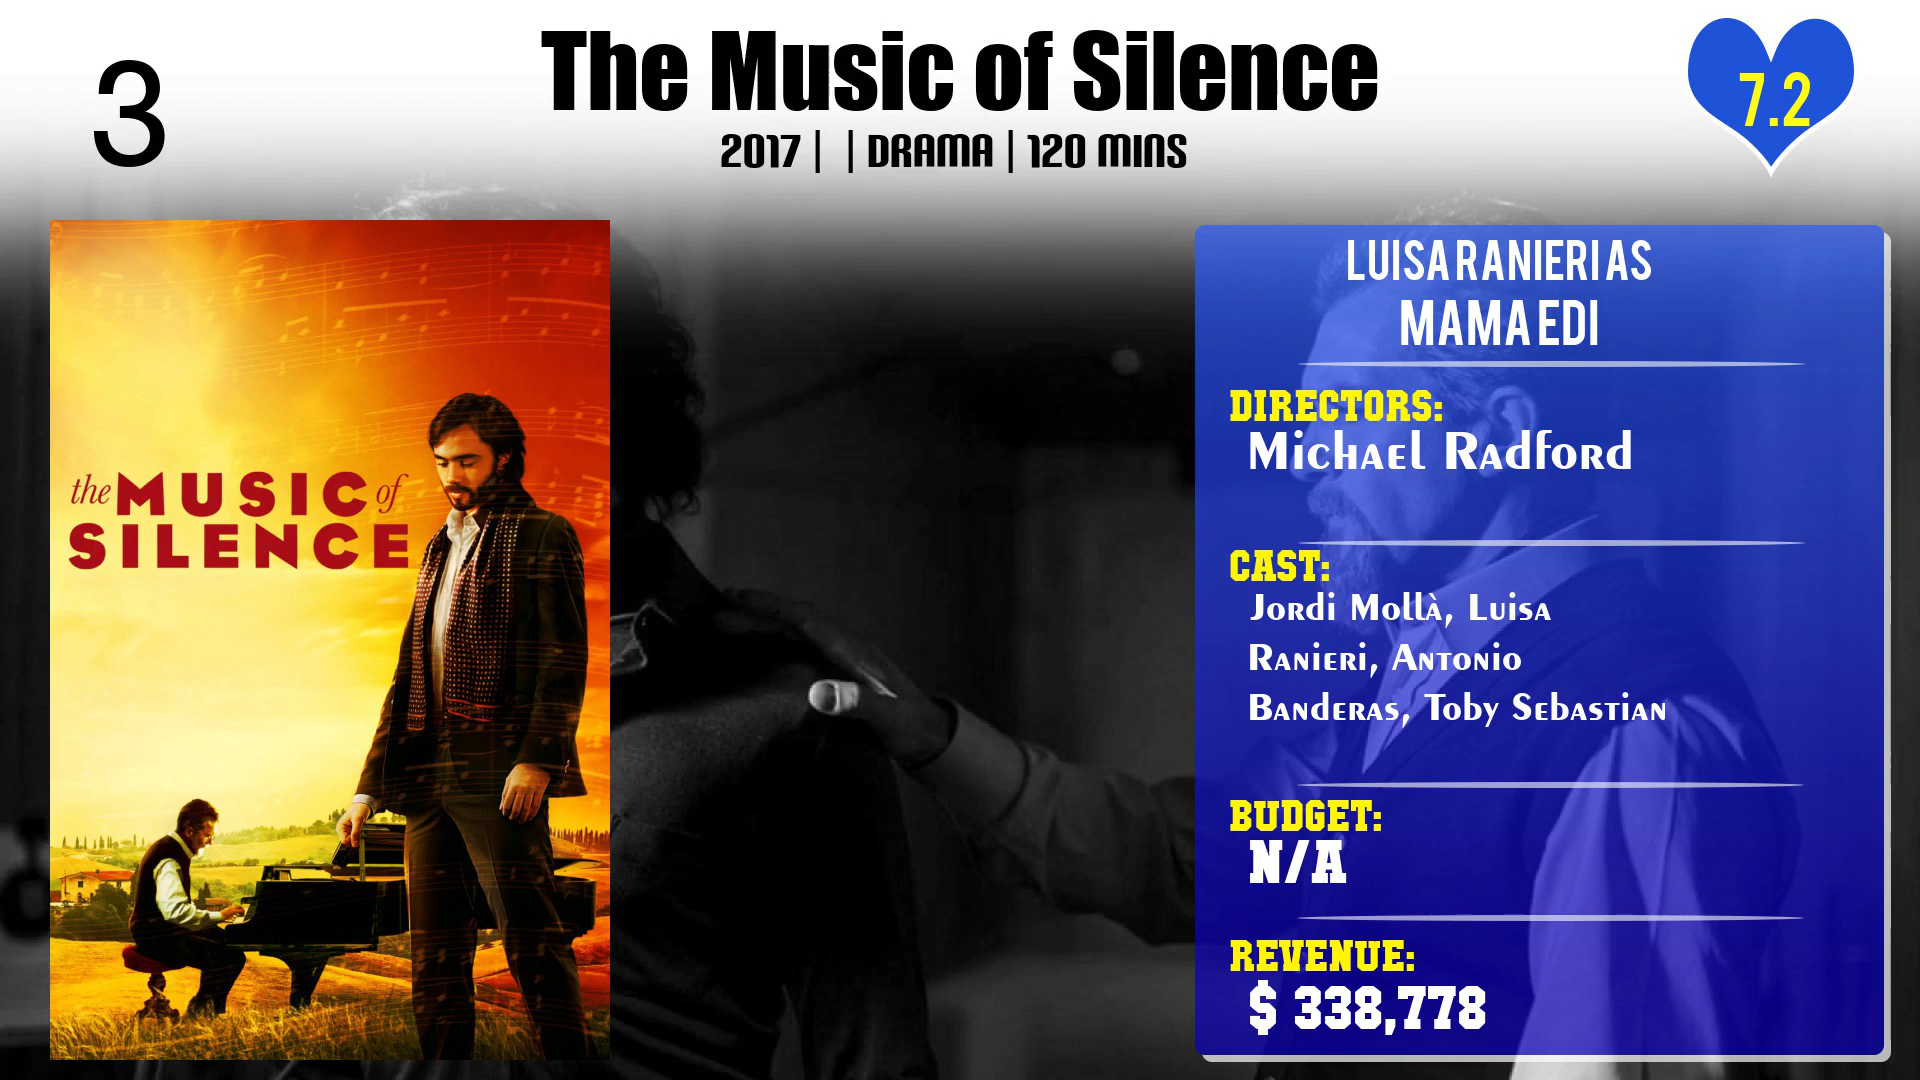 3
The Music of Silence
2017 | | DRAMA | 120 MINS
7.2
the MUSIC of
SILENCE
LUISA RANIERI AS
MAMA EDI
DIRECTORS:
Michael Radford
CAST:
Jordi Mollà, Luisa
Ranieri, Antonio
Banderas, Toby Sebastian
BUDGET:
N/A
REVENUE:
$ 338,778